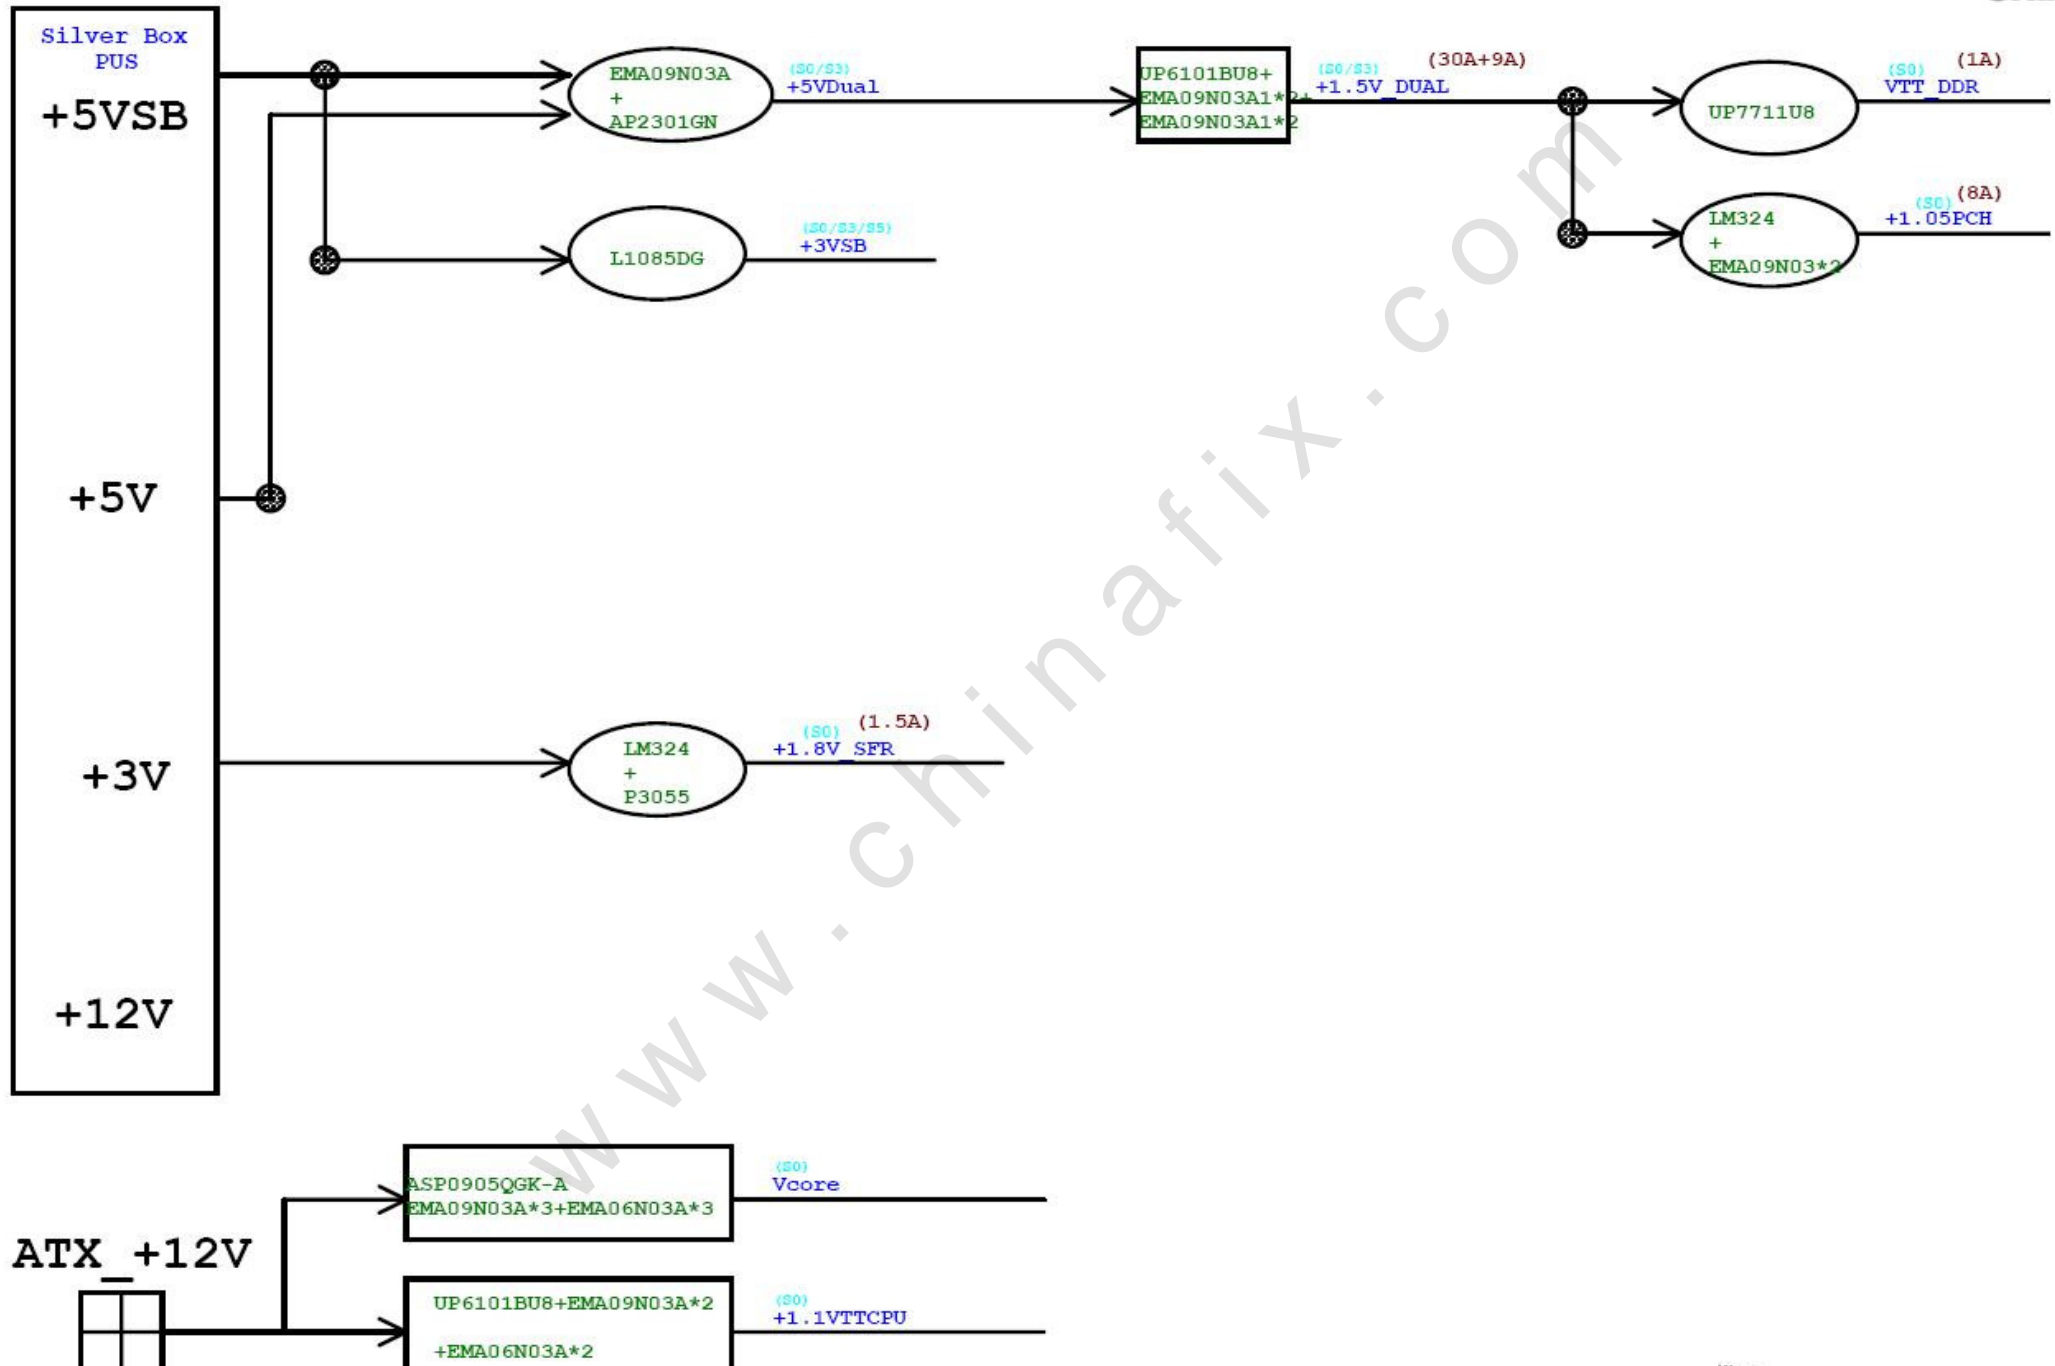 Silver Box
PUS
+5VSB
+5V
+3V
+12V
EMA09N03A
+
AP2301GN
(S0/S3)
+5VDual
UP6101BU8+
EMA09N03A1*2+
EMA09N03A1*2
(S0/S3)
(30A+9A)
+1.5V_DUAL
UP7711U8
(S0)
(1A)
VTT_DDR
L1085DG
(S0/S3/S5)
+3VSB
LM324
+
EMA09N03*2
(S0)
(8A)
+1.05PCH
LM324
+
P3055
(S0)
(1.5A)
+1.8V_SFR
www.chinafix.com
ATX_+12V
ASP0905QGK-A
EMA09N03A*3+EMA06N03A*3
(S0)
Vcore
UP6101BU8+EMA09N03A*2
+EMA06N03A*2
(S0)
+1.1VTTCPU